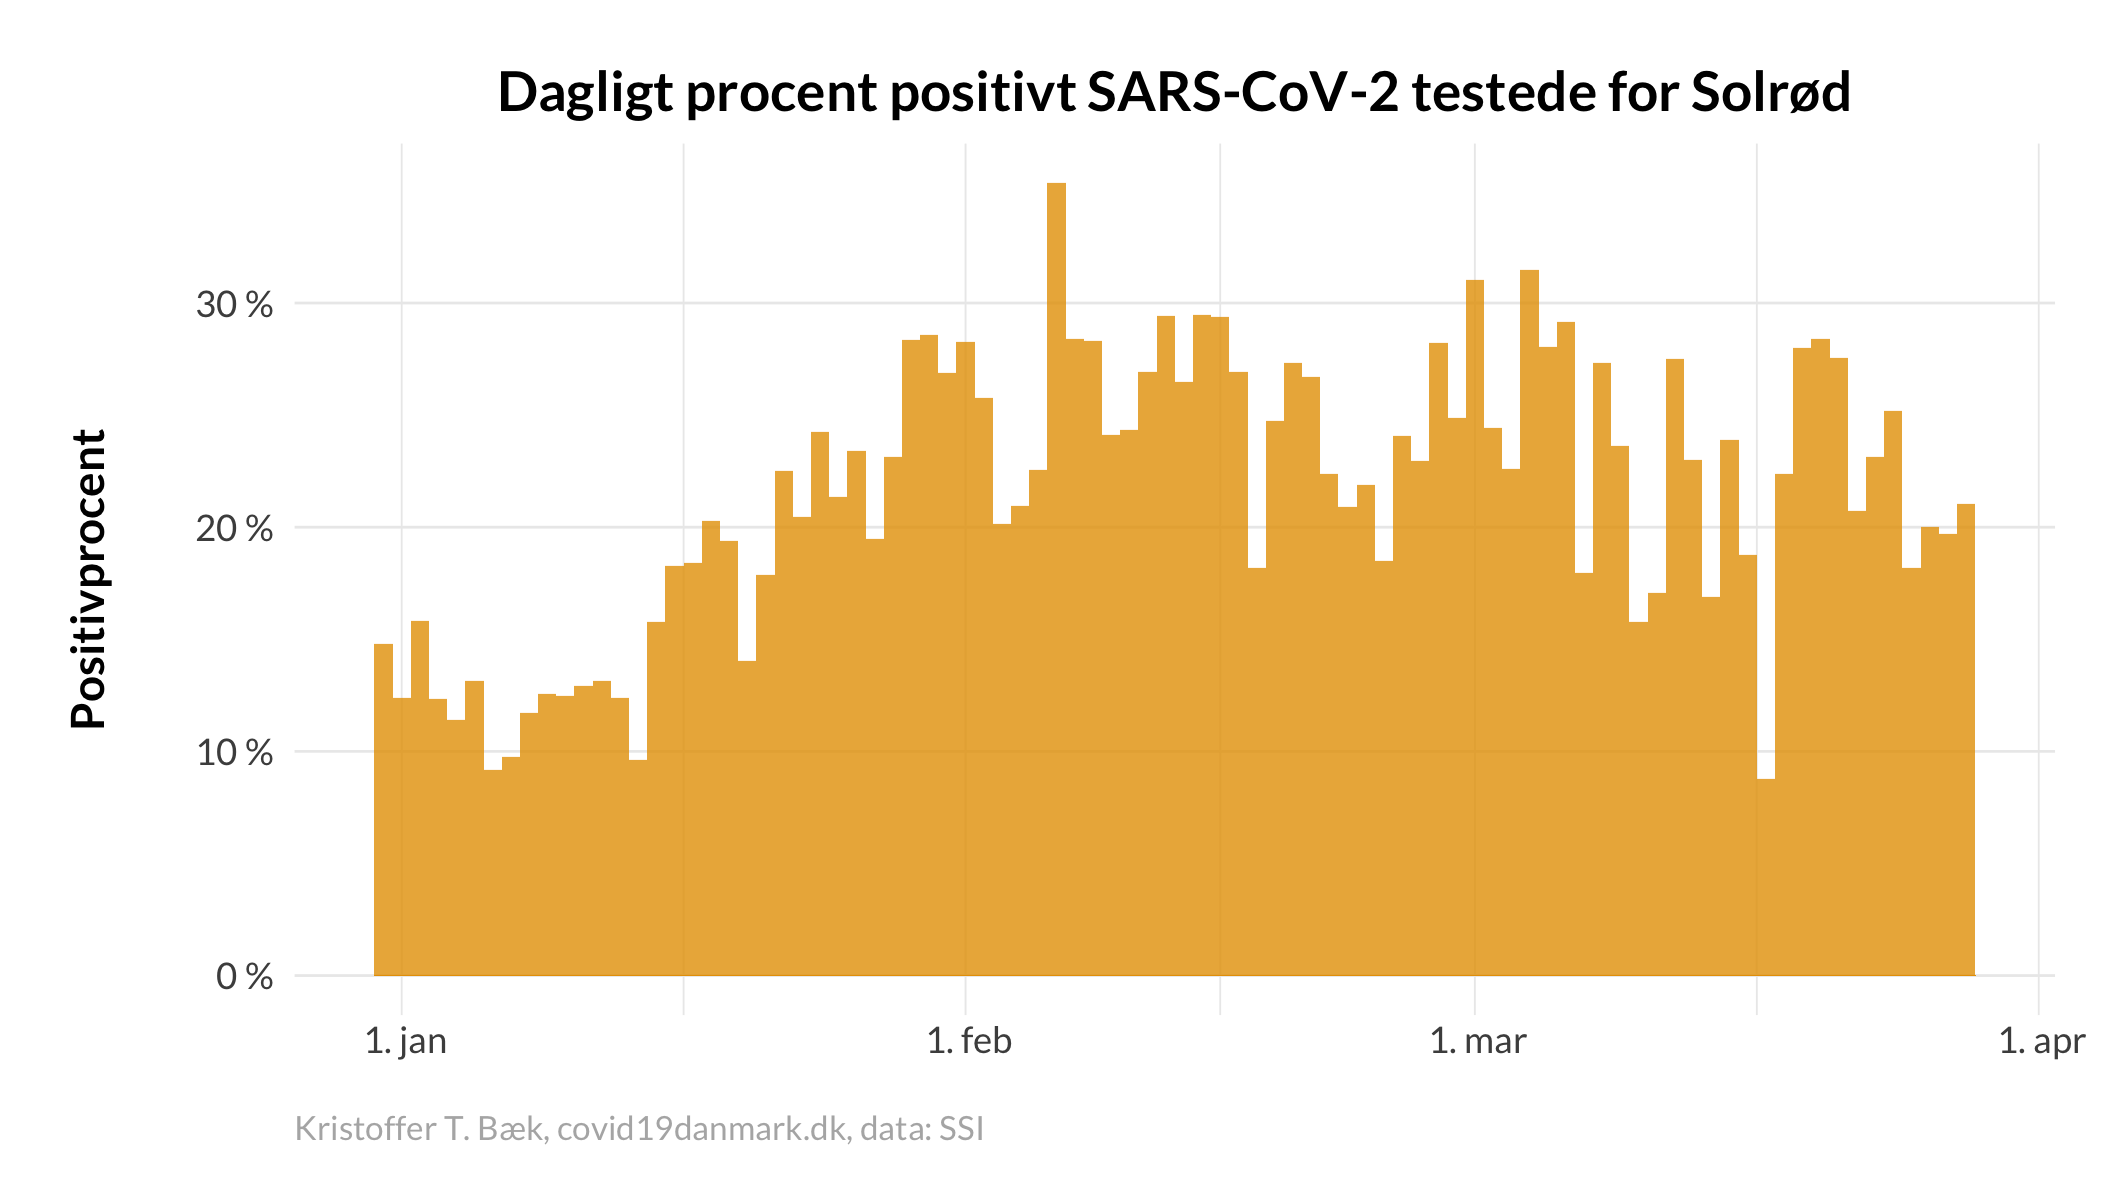 Dagligt procent positivt SARS-CoV-2 testede for Solrød
Positivprocent
30 %
20 %
10 %
0 %
1. jan
1. feb
1. mar
1. apr
Kristoffer T. Bæk, covid19danmark.dk, data: SSI